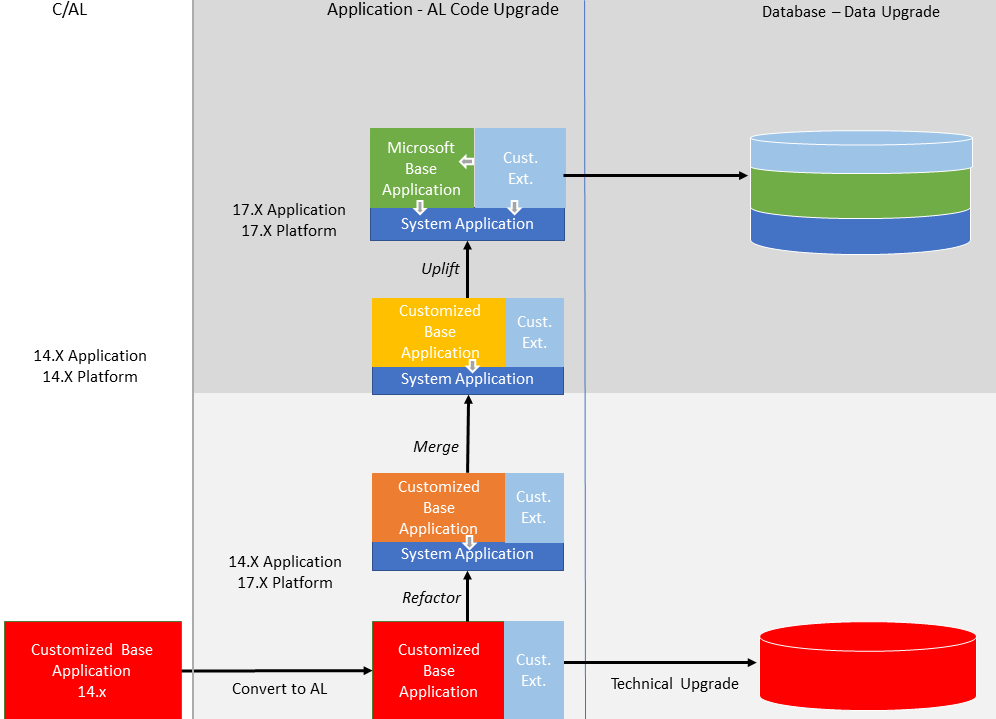 C/AL
Application - AL Code Upgrade
Database – Data Upgrade
Microsoft
Base
Application
Cust.
Ext.
System Application
17.X Application
17.X Platform
Uplift
Customized
Base
Application
Cust.
Ext.
System Application
14.X Application
14.X Platform
Merge
Customized
Base
Application
Cust.
Ext.
System Application
14.X Application
17.X Platform
Refactor
Customized Base
Application
14.x
Convert to AL
Customized
Base
Application
Cust.
Ext.
Technical Upgrade